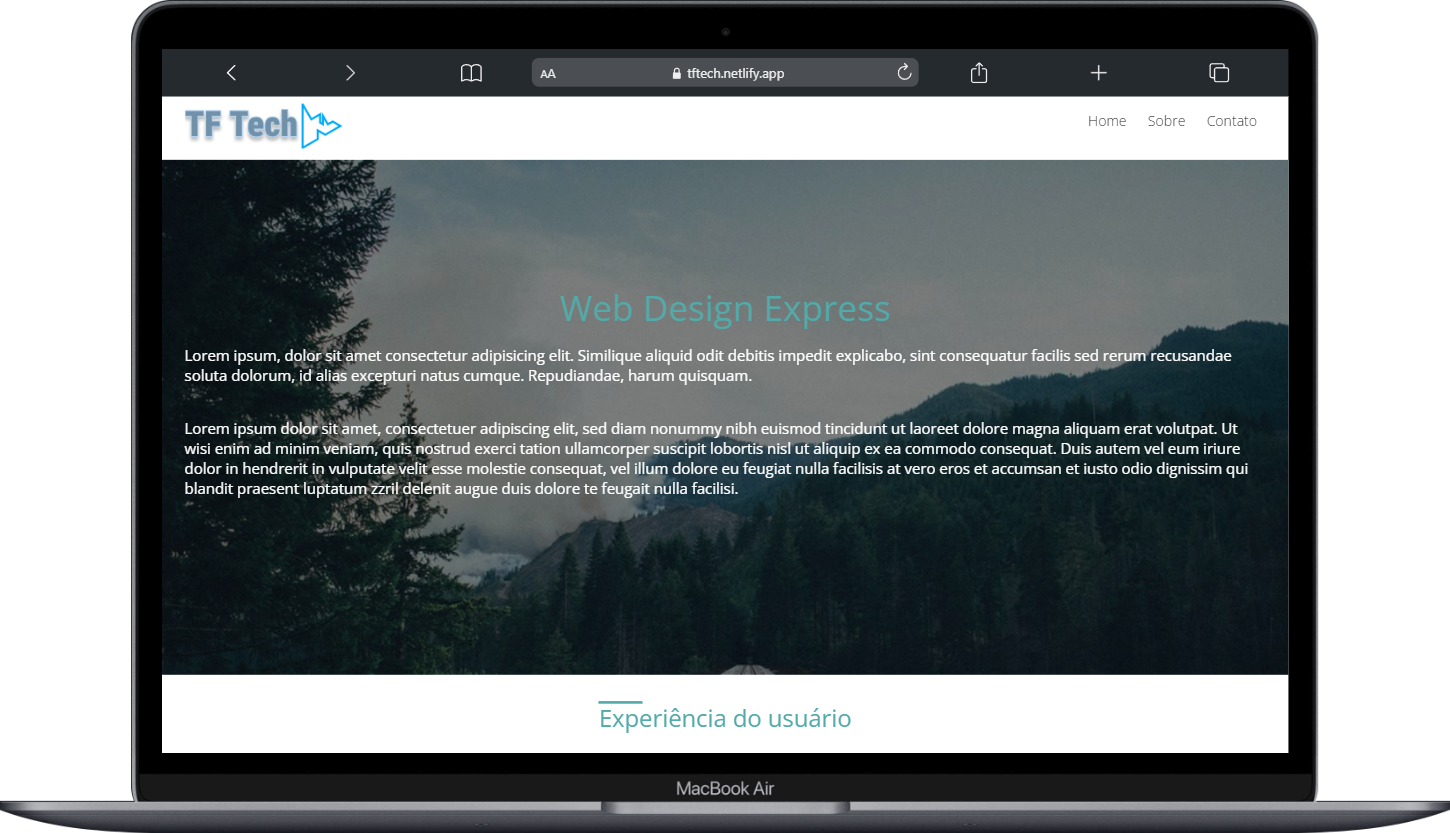 AA
tftech.netlify.app
TF Tech
Home Sobre Contato
Web Design Express
Lorem ipsum, dolor sit amet consectetur adipisicing elit. Similique aliquid odit debitis impedit explicabo, sint consequatur facilis sed rerum recusandae
soluta dolorum, id alias excepturi natus cumque. Repudiandae, harum quisquam.
Lorem ipsum dolor sit amet, consectetuer adipiscing elit, sed diam nonummy nibh euismod tincidunt ut laoreet dolore magna aliquam erat volutpat. Ut
wisi enim ad minim veniam, quis nostrud exerci tation ullamcorper suscipit lobortis nisl ut aliquip ex ea commodo consequat. Duis autem vel eum iriure
dolor in hendrerit in vulputate velit esse molestie consequat, vel illum dolore eu feugiat nulla facilisis at vero eros et accumsan et iusto odio dignissim qui
blandit praesent luptatum zzril delenit augue duis dolore te feugait nulla facilisi.
Experiência do usuário
MacBook Air